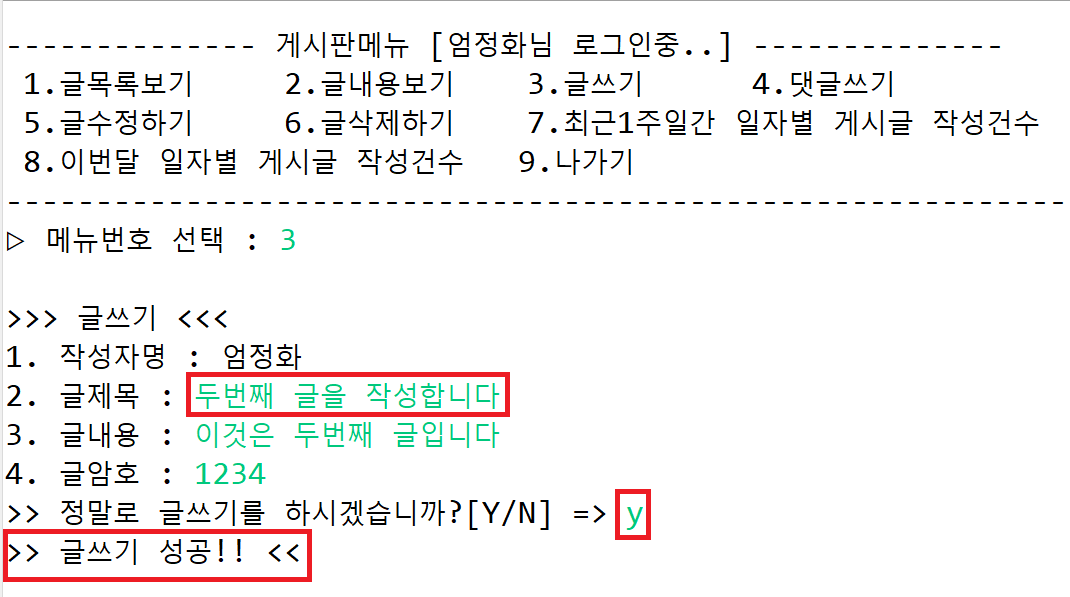 -------------- 게시판메뉴 [엄정화님 로그인중..] --------------
1.글목록보기 2.글내용보기 3.글쓰기 4.댓글쓰기
5.글수정하기 6.글삭제하기 7.최근1주일간 일자별 게시글 작성건수
8.이번달 일자별 게시글 작성건수 9.나가기
------------------------------------------------------------
▷ 메뉴번호 선택 : 3
>>> 글쓰기 <<<
1. 작성자명 : 엄정화
2. 글제목 : 두번째 글을 작성합니다
3. 글내용 : 이것은 두번째 글입니다
4. 글암호 : 1234
>> 정말로 글쓰기를 하시겠습니까?[Y/N] => y
>> 글쓰기 성공!! <<